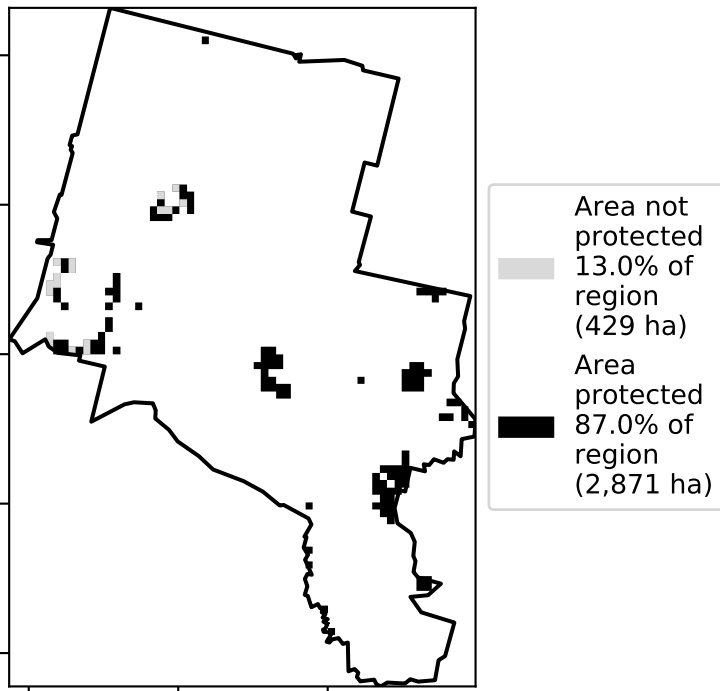 Area not
protected
13.0% of
region
(429 ha)
Area
protected
87.0% of
region
(2,871 ha)